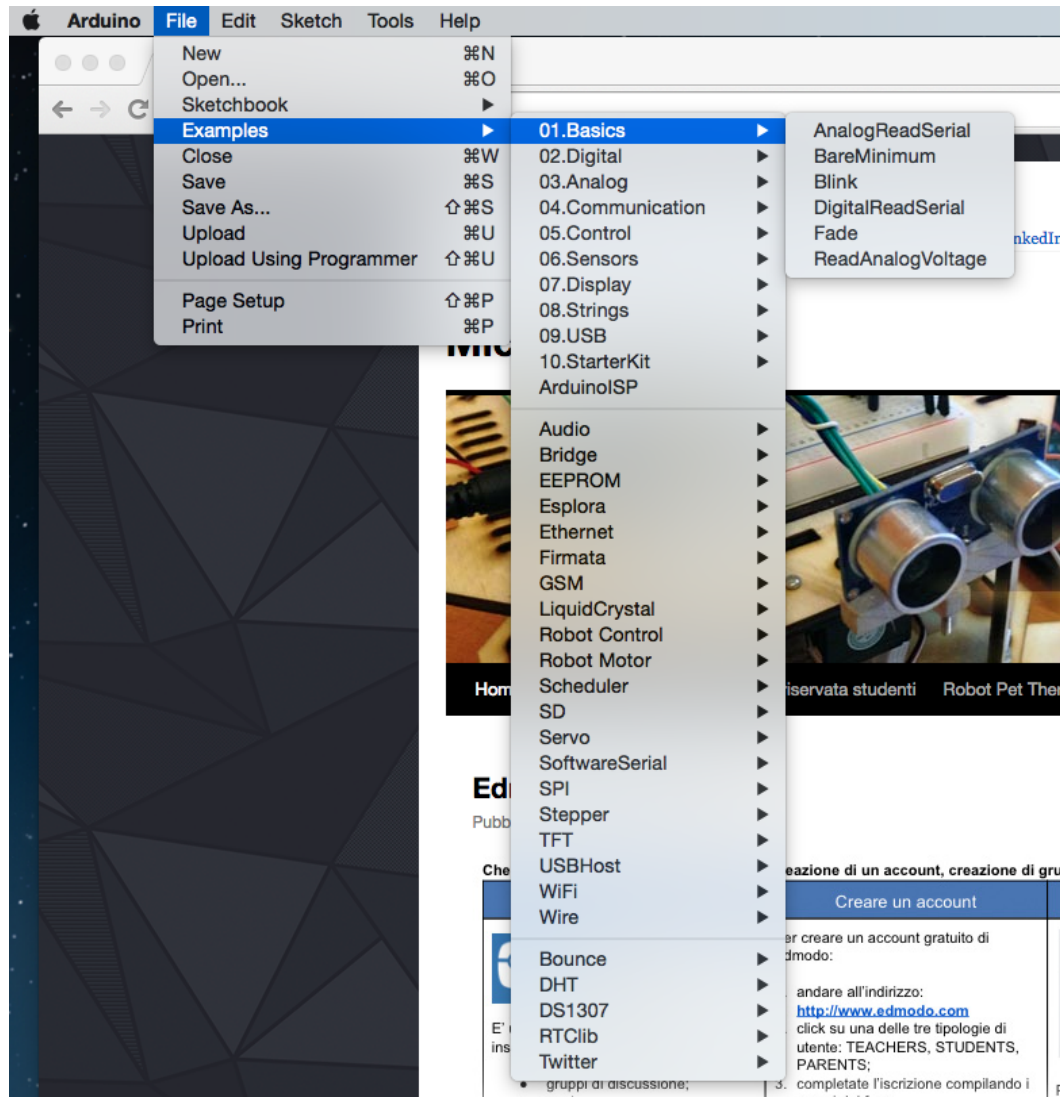 Arduino File Edit Sketch Tools Help
New ⌘N
Open... ⌘O
Sketchbook
Examples
Close ⌘W
Save ⌘S
Save As... ⇧⌘S
Upload ⌘U
Upload Using Programmer ⇧⌘U
Page Setup ⇧⌘P
Print ⌘P
01.Basics
02.Digital
03.Analog
04.Communication
05.Control
06.Sensors
07.Display
08.Strings
09.USB
10.StarterKit
ArduinoISP
Audio
Bridge
EEPROM
Esplora
Ethernet
Firmata
GSM
LiquidCrystal
Robot Control
Robot Motor
Scheduler
SD
Servo
SoftwareSerial
SPI
Stepper
TFT
USBHost
WiFi
Wire
Bounce
DHT
DS1307
RTClib
Twitter
AnalogReadSerial
BareMinimum
Blink
DigitalReadSerial
Fade
ReadAnalogVoltage
nkedIn
Hom
iservata studenti Robot Pet Ther
Edi
Pubb
Che
eazione di un account, creazione di gru
Creare un account
er creare un account gratuito di
dmodo:
andare all'indirizzo:
http://www.edmodo.com
click su una delle tre tipologie di
utente: TEACHERS, STUDENTS,
PARENTS;
3. completate l'iscrizione compilando i
E'
ins
gruppi di discussione;